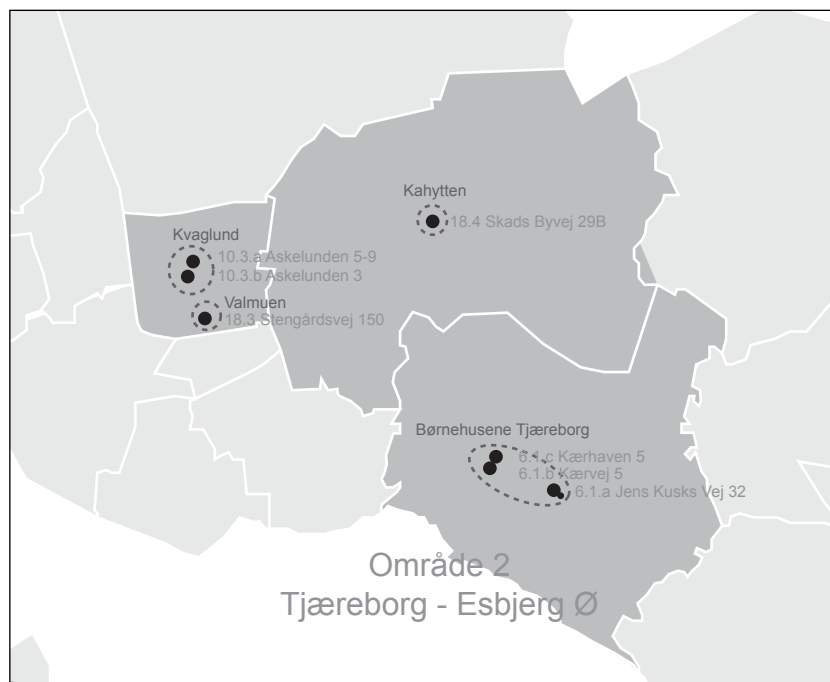 Kahytten
18.4 Skads Byvej 29B
Kvaglund
10.3.a Askelunden 5-9
10.3.b Askelunden 3
Valmuen
18.3 Stengårdsvej 150
Børnehusene Tjæreborg
6.1.c Kærhaven 5
6.1.b Kærvej 5
6.1.a Jens Kusks Vej 32
Område 2
Tjæreborg - Esbjerg Ø